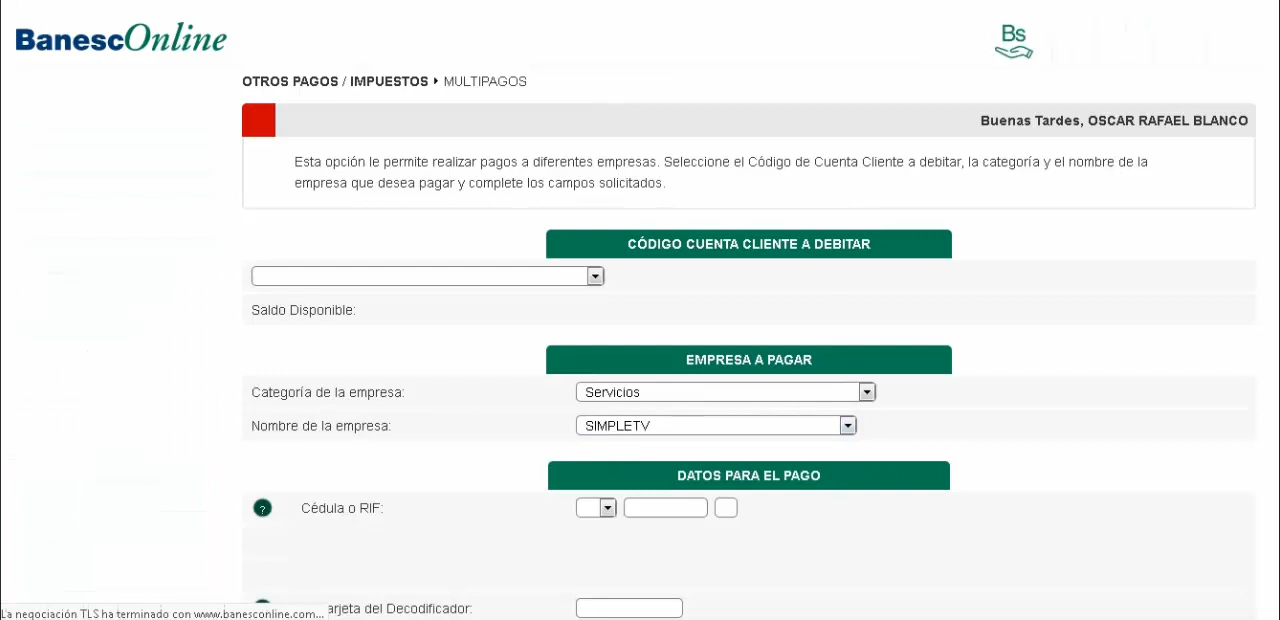 BanescOnline
Bs
OTROS PAGOS / IMPUESTOS MULTIPAGOS
Buenas Tardes, OSCAR RAFAEL BLANCO
Esta opción le permite realizar pagos a diferentes empresas. Seleccione el Código de Cuenta Cliente a debitar, la categoría y el nombre de la
empresa que desea pagar y complete los campos solicitados.
CÓDIGO CUENTA CLIENTE A DEBITAR
Saldo Disponible:
EMPRESA A PAGAR
Categoría de la empresa: Servicios
Nombre de la empresa: SIMPLETV
DATOS PARA EL PAGO
? Cédula o RIF:
arjeta del Decodificador:
La negociación TLS ha terminado con www.banesconline.com...